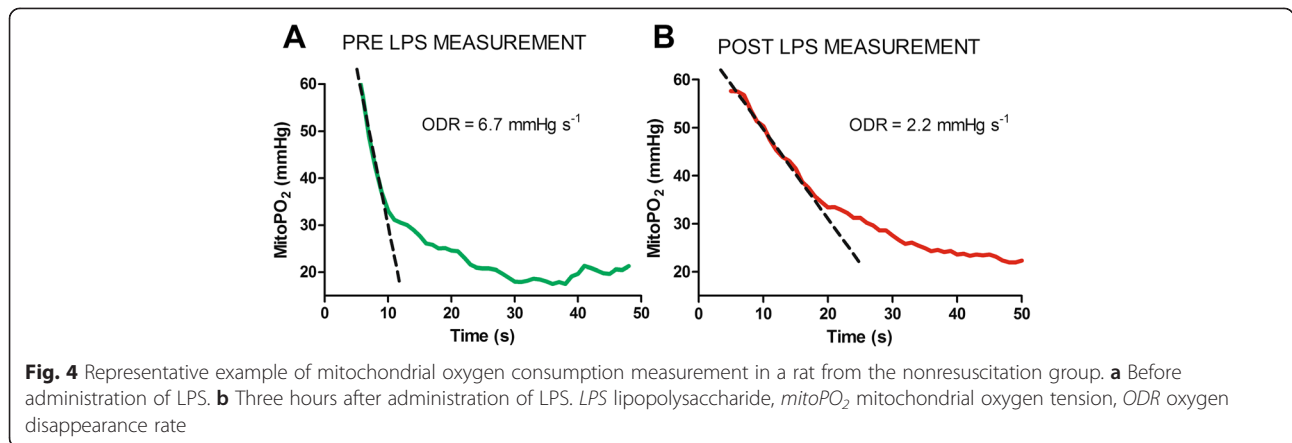 A PRE LPS MEASUREMENT
60
50
40
30
20
MitoPO₂ (mmHg)
ODR = 6.7 mmHg s⁻¹
0 10 20 30 40 50
Time (s)
B POST LPS MEASUREMENT
60
50
40
30
20
MitoPO₂ (mmHg)
ODR = 2.2 mmHg s⁻¹
0 10 20 30 40 50
Time (s)
Fig. 4 Representative example of mitochondrial oxygen consumption measurement in a rat from the nonresuscitation group. a Before
administration of LPS. b Three hours after administration of LPS. LPS lipopolysaccharide, mitoPO₂ mitochondrial oxygen tension, ODR oxygen
disappearance rate